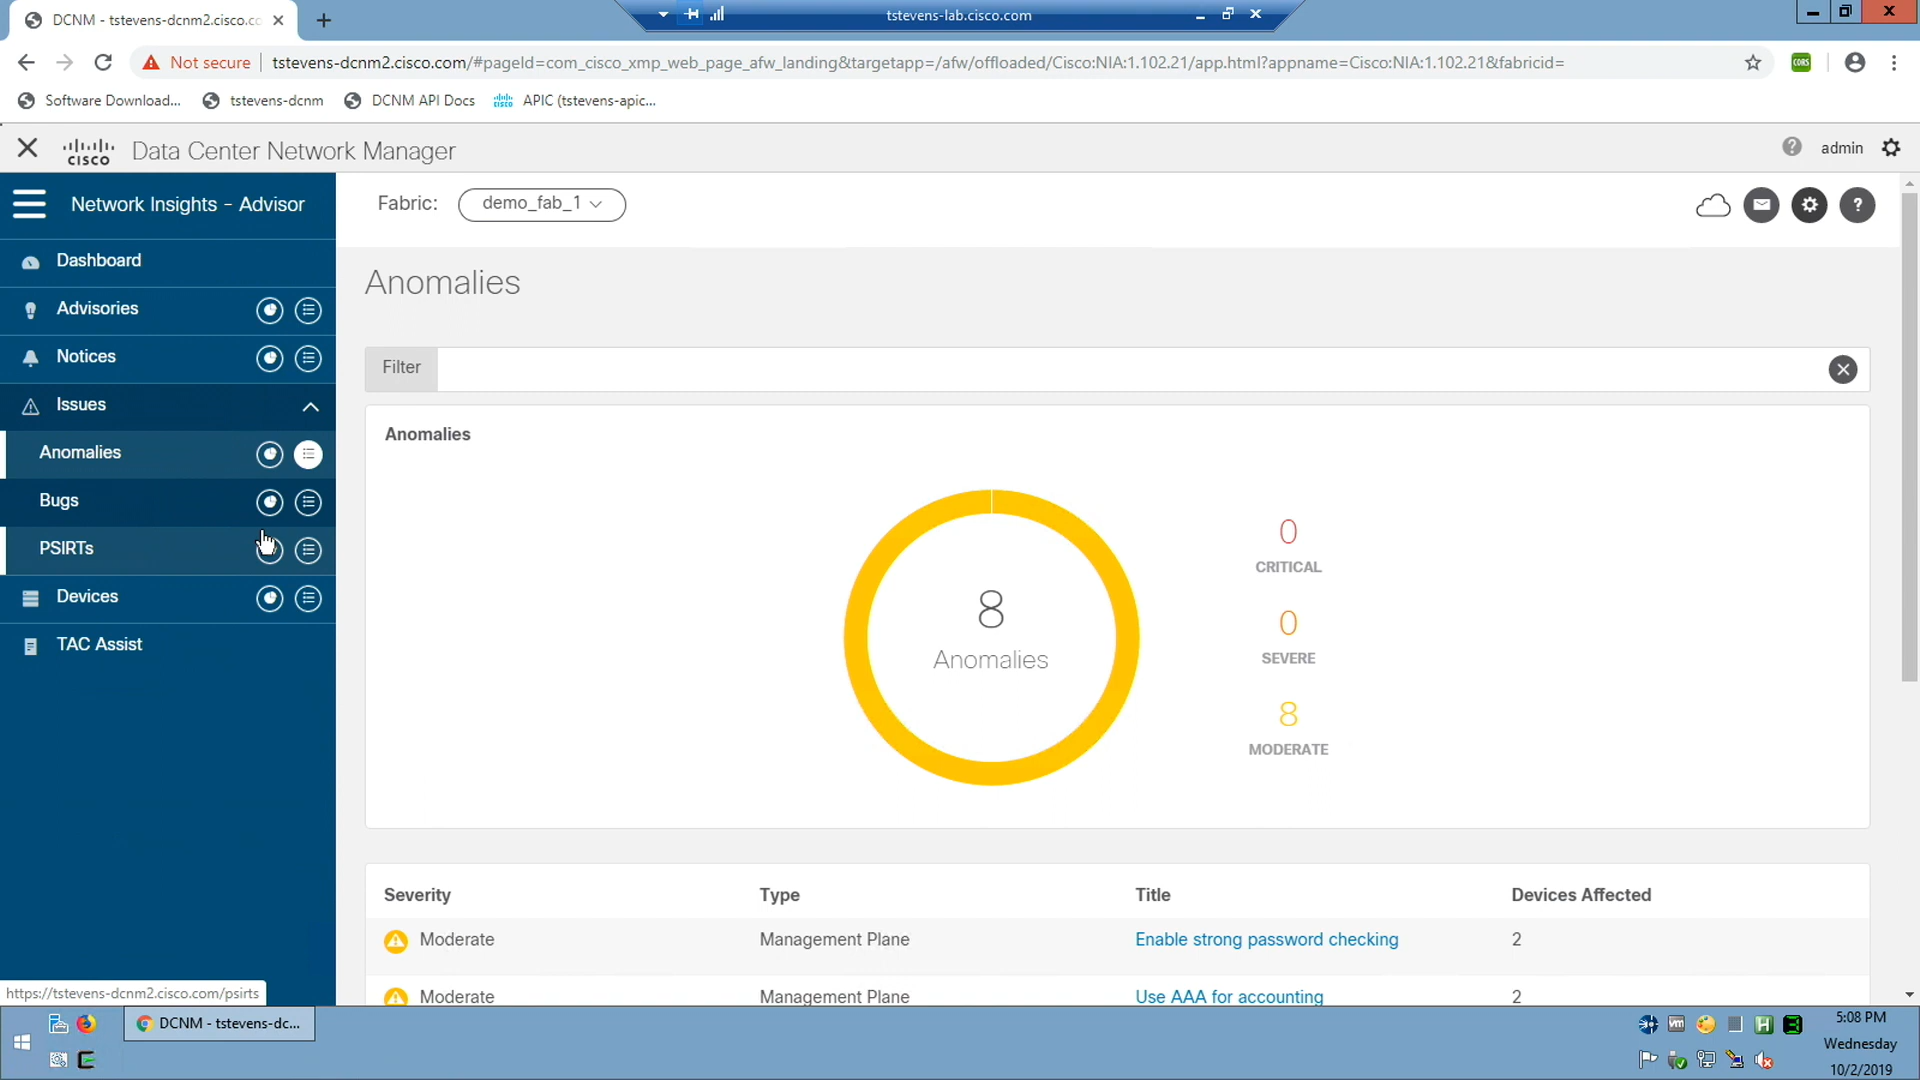 DCNM - tstevens-dcnm2.cisco.co
tstevens-lab.cisco.com
Not secure
tstevens-dcnm2.cisco.com/#pageId=com_cisco_xmp_web_page_afw_landing&targetapp=/afw/offloaded/Cisco:NIA:1.102.21/app.html?appname=Cisco:NIA:1.102.21&fabricid=
CORS
Software Download...
tstevens-dcnm
DCNM API Docs
APIC (tstevens-apic...
CISCO
Data Center Network Manager
admin
Network Insights - Advisor
Fabric:
demo_fab_1
Dashboard
Advisories
Notices
Issues
Anomalies
Bugs
PSIRTs
Devices
TAC Assist
Anomalies
Filter
Anomalies
8
Anomalies
0
CRITICAL
0
SEVERE
8
MODERATE
Severity Type Title Devices Affected
Moderate Management Plane Enable strong password checking 2
Moderate Management Plane Use AAA for accounting 2
https://tstevens-dcnm2.cisco.com/psirts
DCNM - tstevens-dc...
5:08 PM
Wednesday
10/2/2019